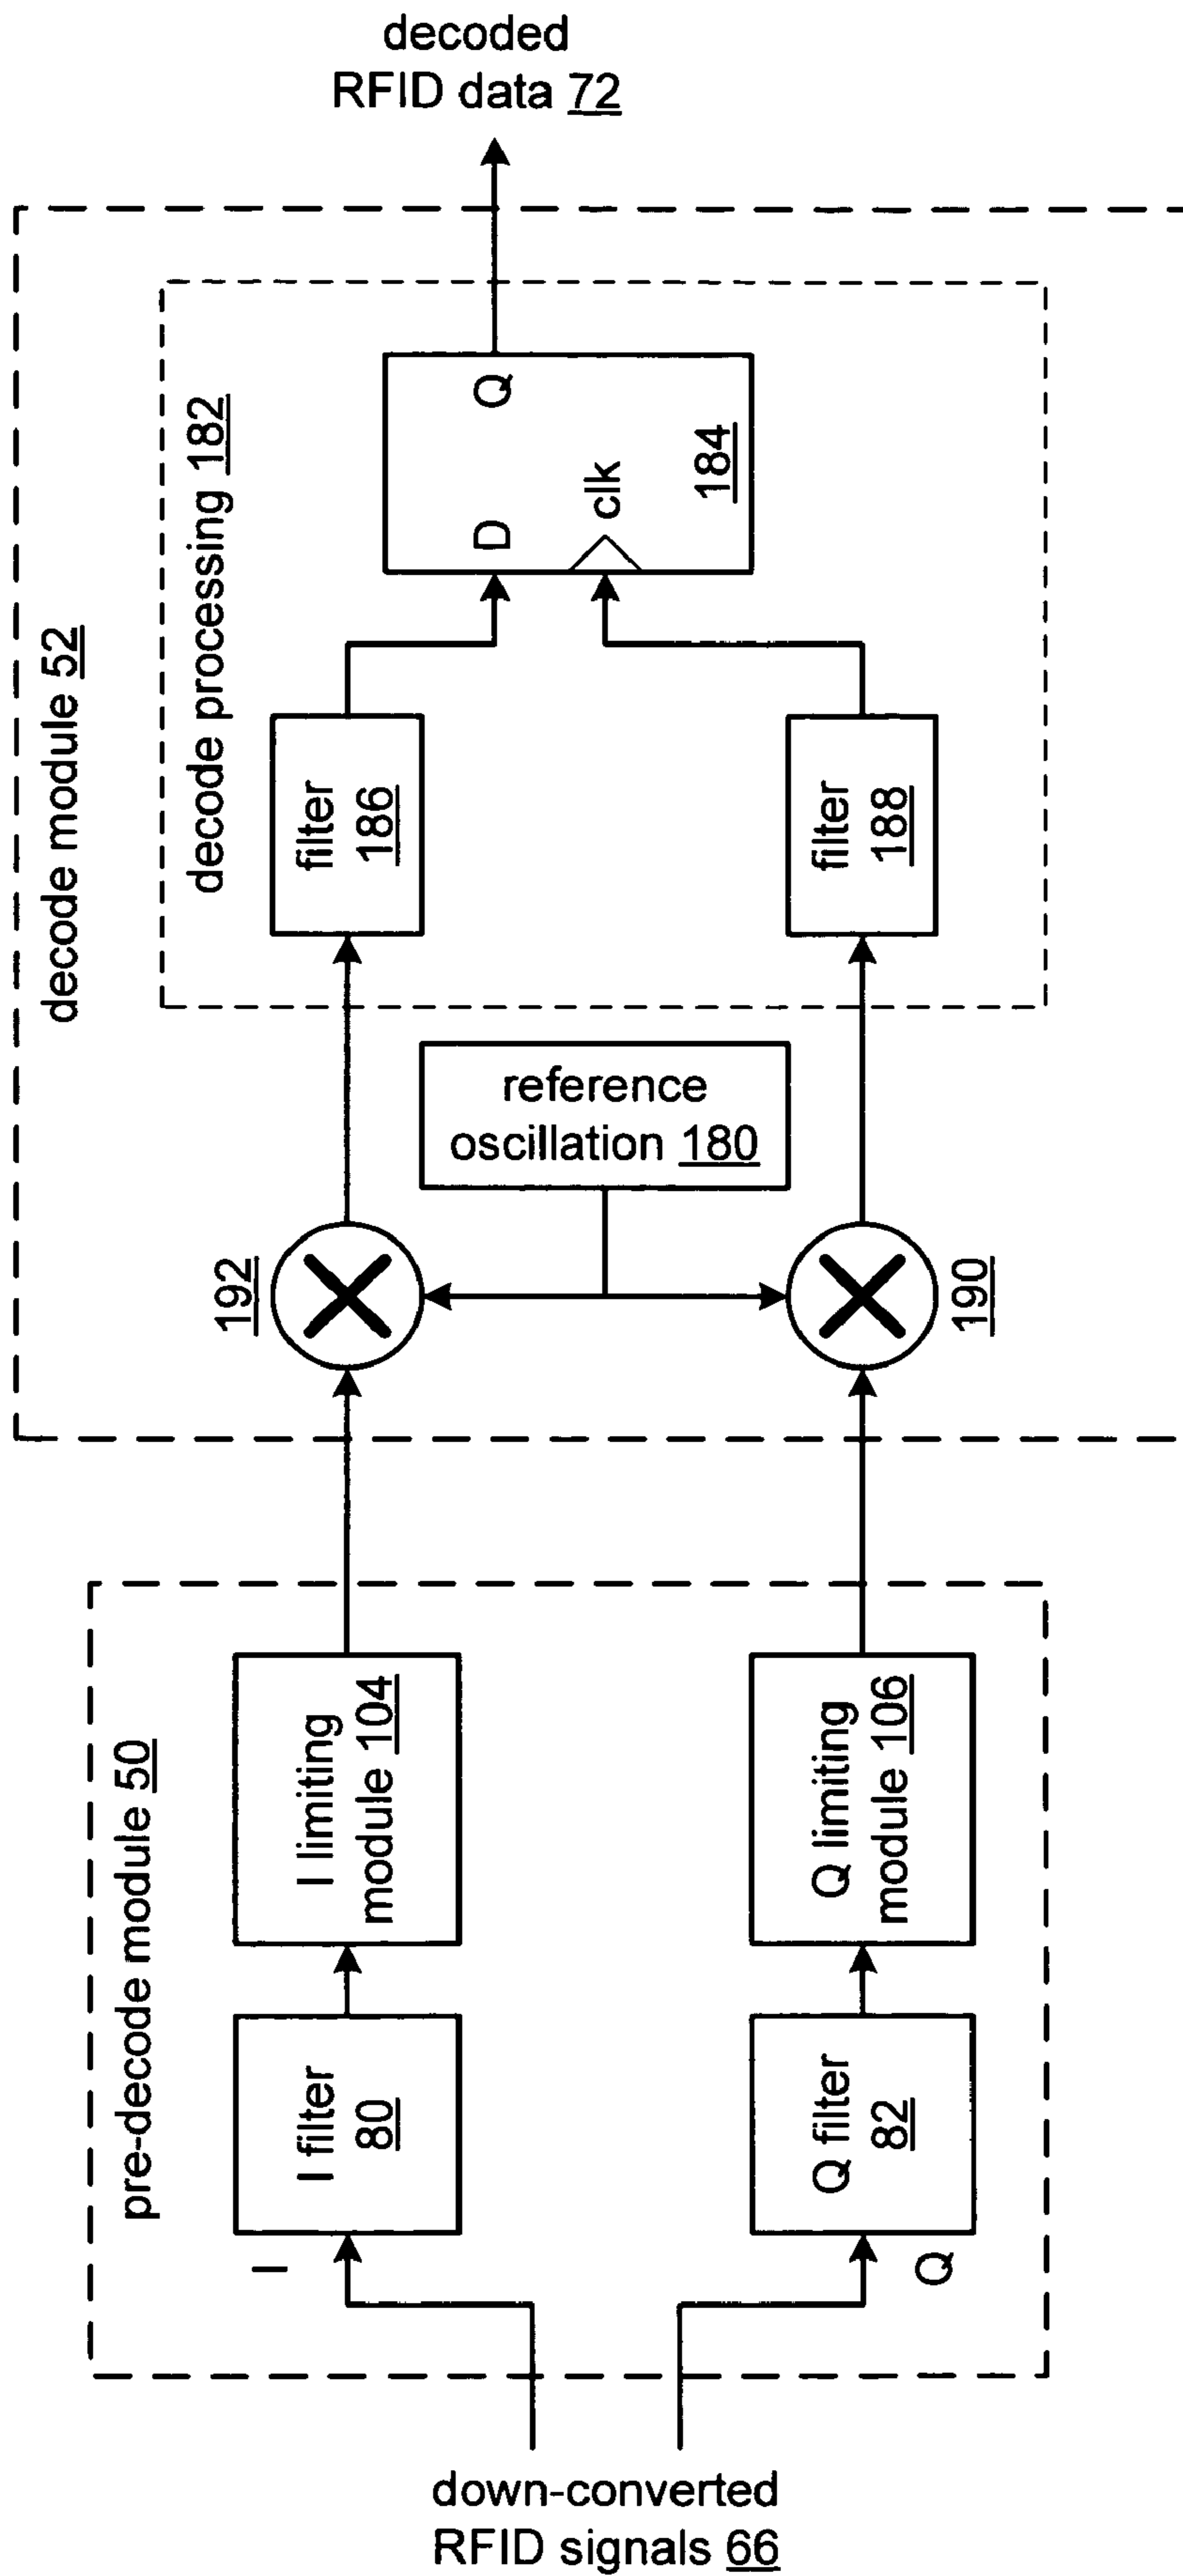 down-converted
RFID signals 66
pre-decode module 50
I
I filter
80
I limiting
module 104
Q
Q filter
82
Q limiting
module 106
decode module 52
192
190
reference
oscillation 180
decode processing 182
filter
186
filter
188
D
Q
clk
184
decoded
RFID data 72